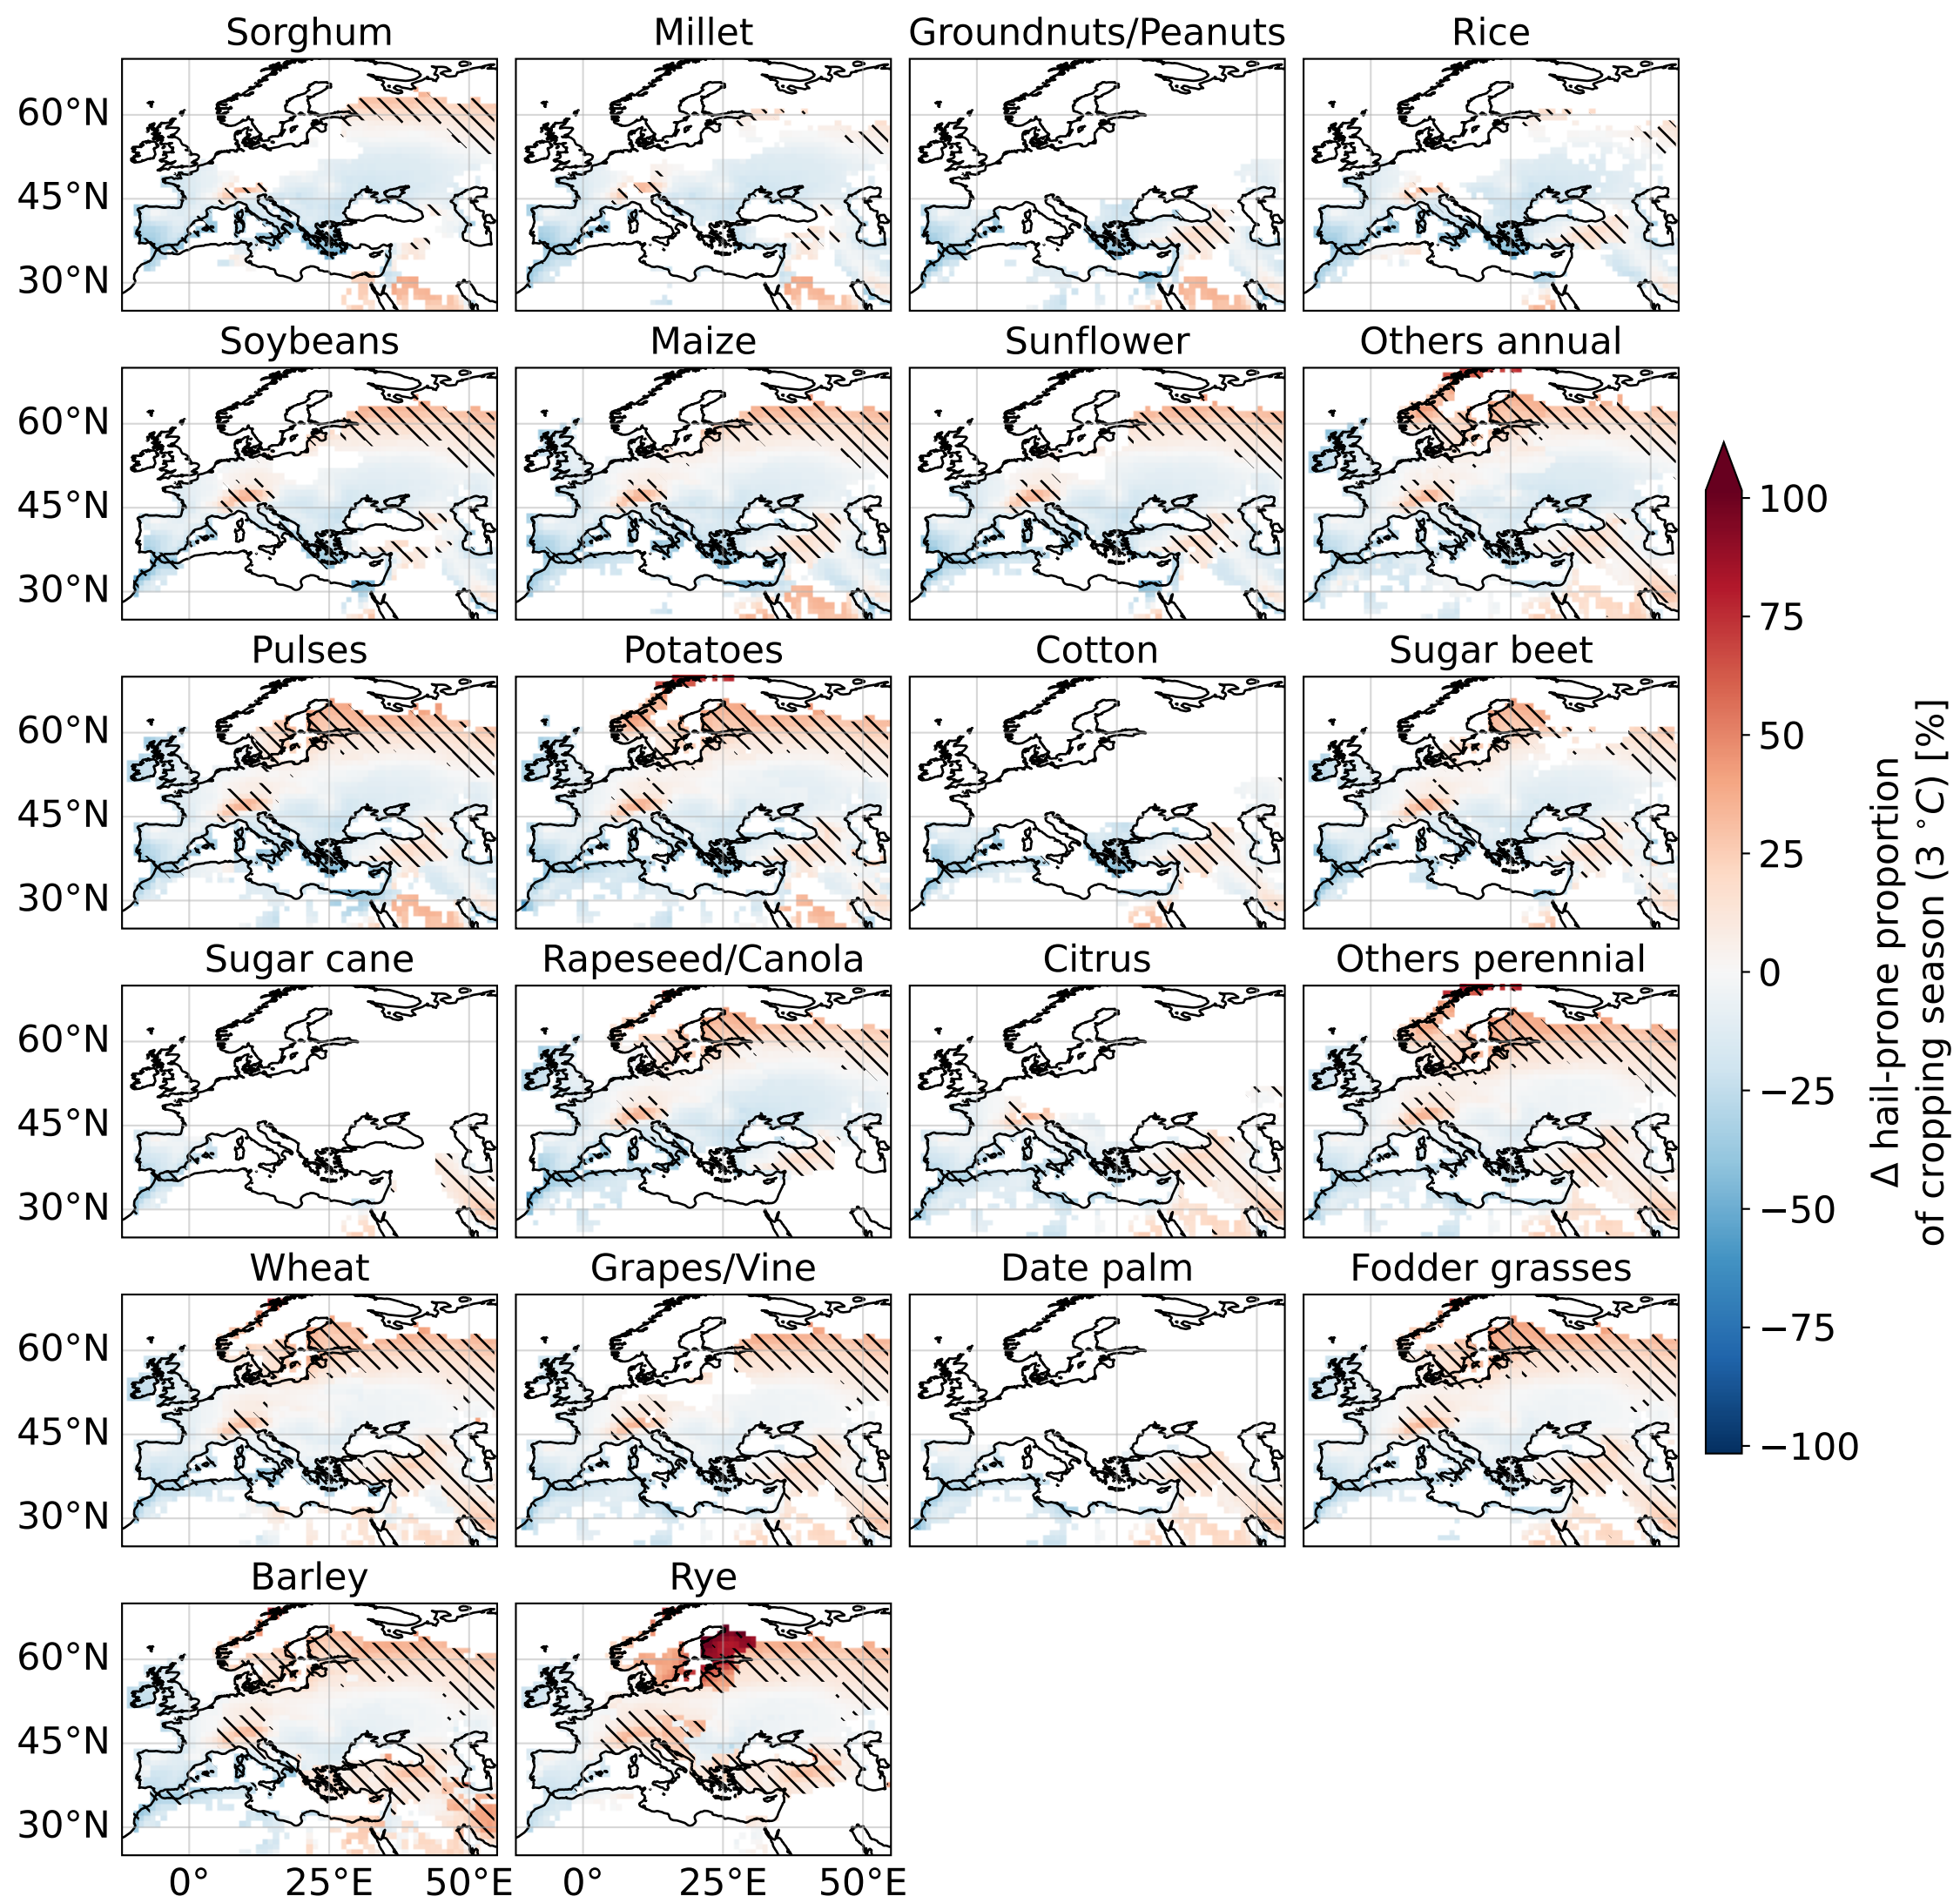 Sorghum Millet Groundnuts/Peanuts Rice
60°N
45°N
30°N
Soybeans Maize Sunflower Others annual
60°N
45°N
30°N
Pulses Potatoes Cotton Sugar beet
60°N
45°N
30°N
Sugar cane Rapeseed/Canola Citrus Others perennial
60°N
45°N
30°N
Wheat Grapes/Vine Date palm Fodder grasses
60°N
45°N
30°N
Barley Rye
60°N
45°N
30°N
0° 25°E 50°E 0° 25°E 50°E
100
75
50
25
0
−25
−50
−75
−100
Δ hail-prone proportion
of cropping season (3 °C) [%]